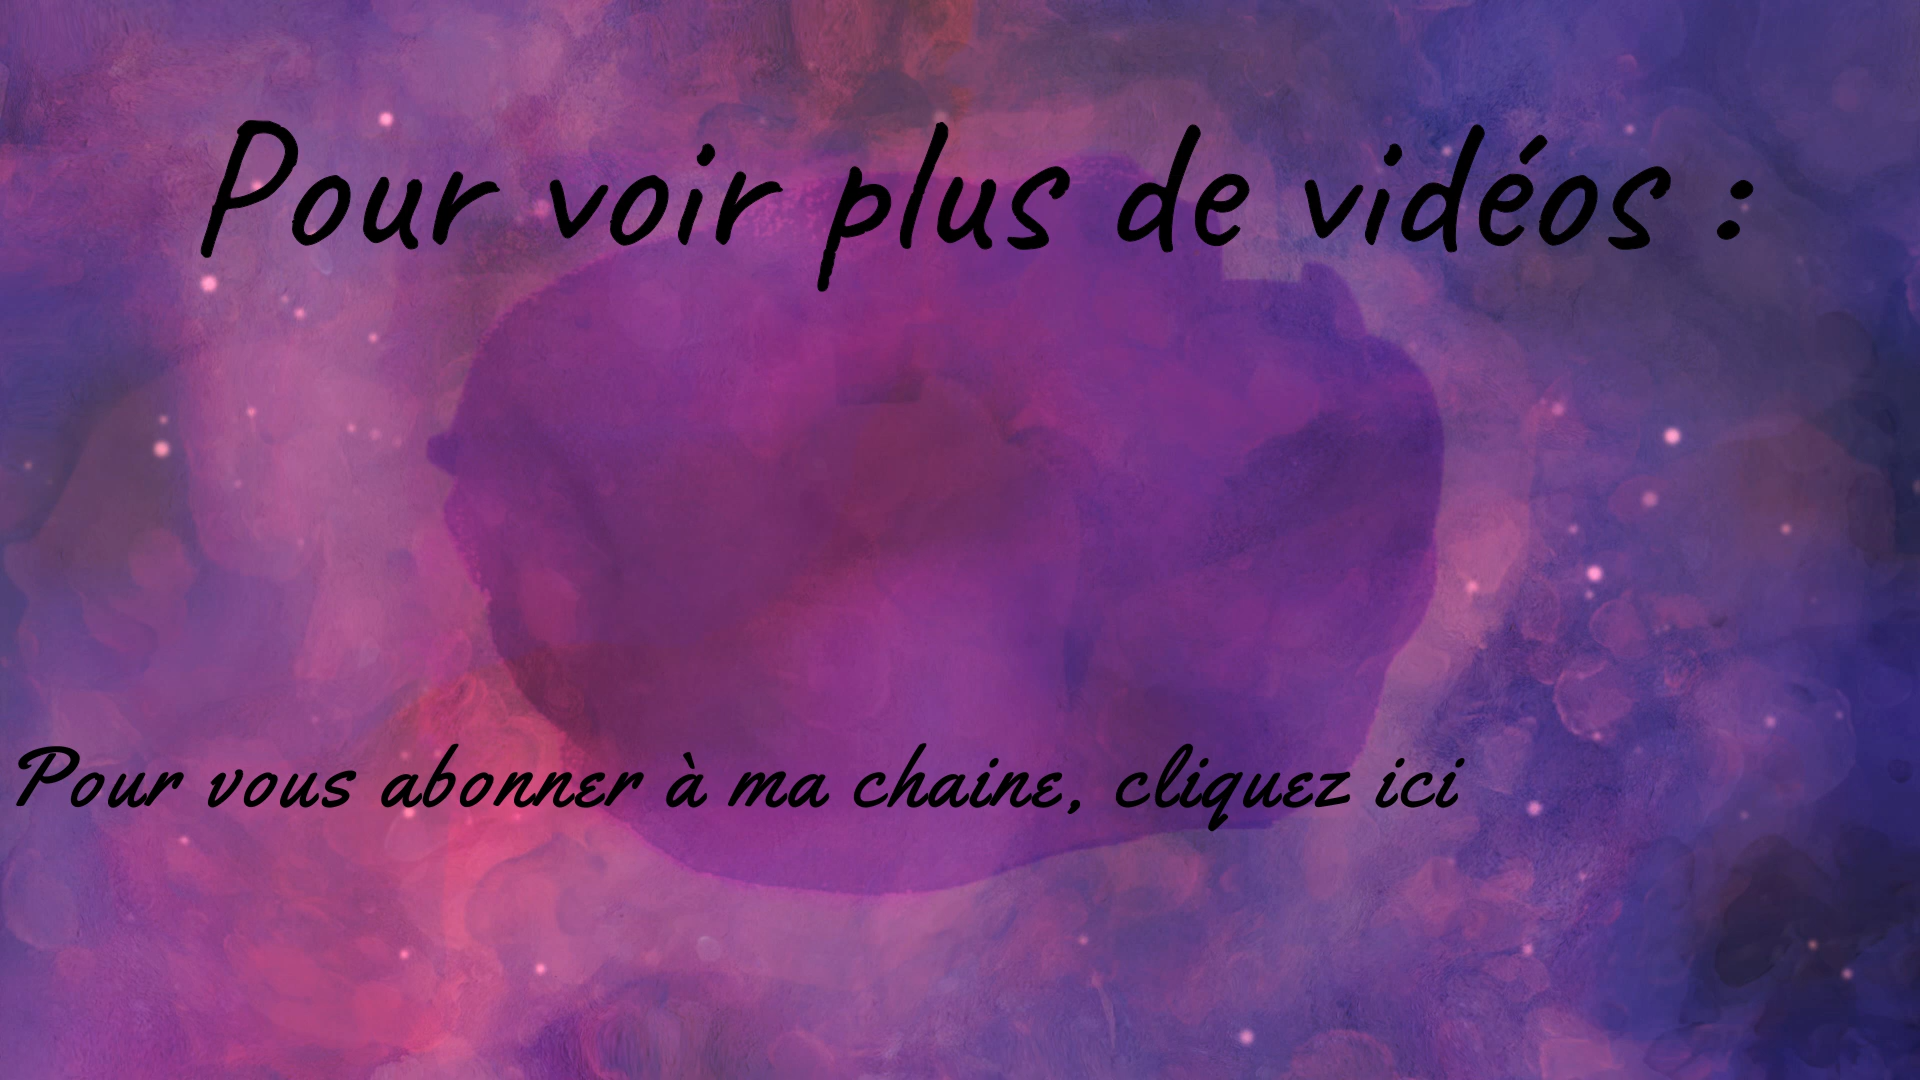 Pour voir plus de vidéos :
Pour vous abonner à ma chaine, cliquez ici